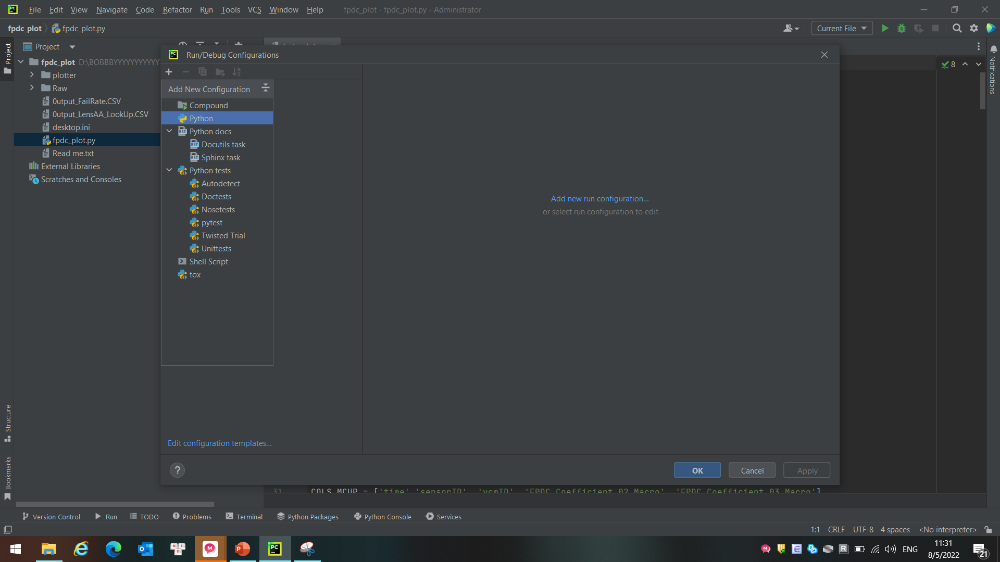 File Edit View Navigate Code Refactor Run Tools VCS Window Help fpdc_plot - fpdc_plot.py - Administrator
fpdc_plot fpdc_plot.py Current File
Project
Project
Run/Debug Configurations
fpdc_plot D:\BOBBBYYYYYYYYYY
8
Notifications
plotter
Raw
Add New Configuration
0utput_FailRate.CSV
Compound
0utput_LensAA_LookUp.CSV
Python
desktop.ini
Python docs
fpdc_plot.py
Docutils task
Read me.txt
Sphinx task
External Libraries
Python tests
Scratches and Consoles
Autodetect
Doctests
Add new run configuration...
Nosetests
or select run configuration to edit
pytest
Twisted Trial
Unittests
Shell Script
tox
Structure
Edit configuration templates...
Bookmarks
? OK Cancel Apply
31 COLS_MCUP = ['time' 'sensorID', 'vcmID', 'FPDC_Coefficient_02_Macro', 'FPDC_Coefficient_03_Macro']
Version Control Run TODO Problems Terminal Python Packages Python Console Services
1:1 CRLF UTF-8 4 spaces <No interpreter>
ENG
11:31
8/5/2022
21